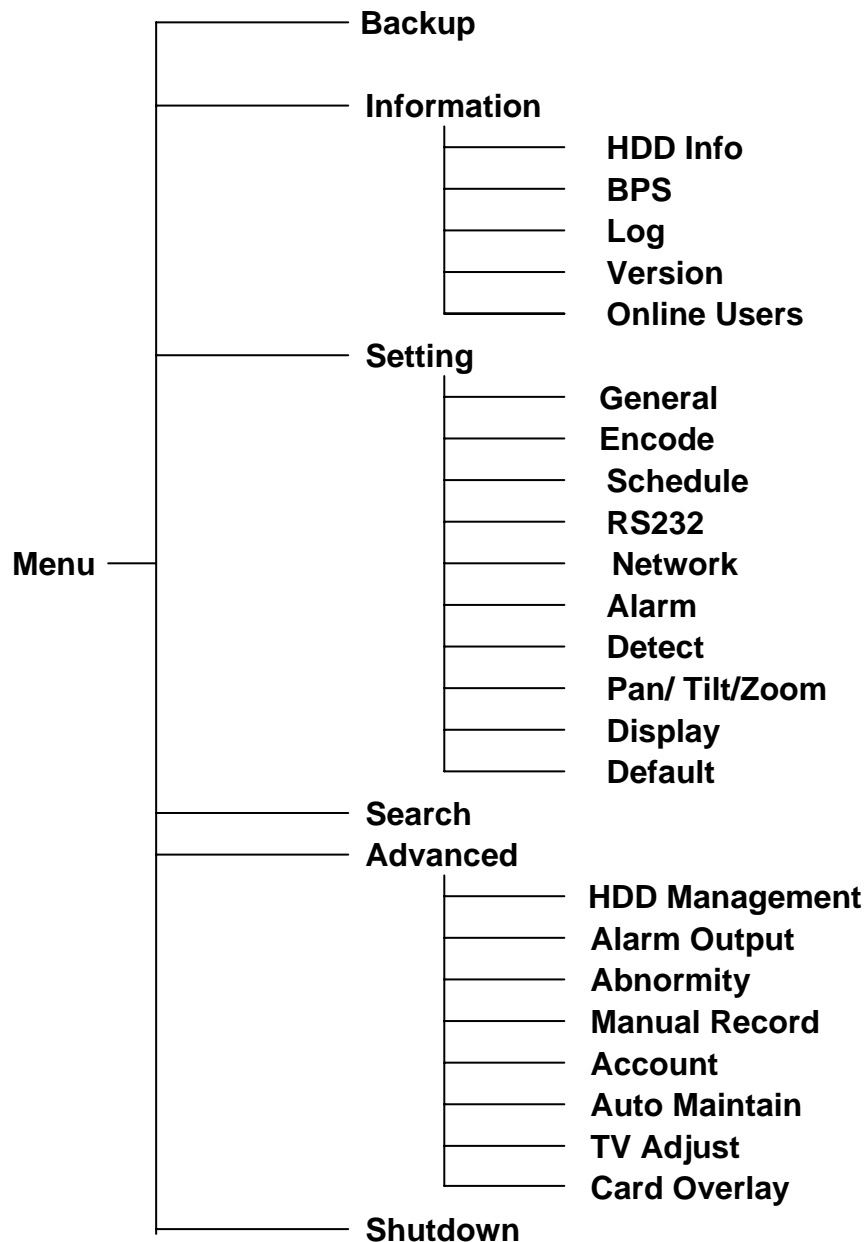 Backup
Information
HDD Info
BPS
Log
Version
Online Users
Setting
General
Encode
Schedule
RS232
Menu
Network
Alarm
Detect
Pan/ Tilt/Zoom
Display
Default
Search
Advanced
HDD Management
Alarm Output
Abnormity
Manual Record
Account
Auto Maintain
TV Adjust
Card Overlay
Shutdown